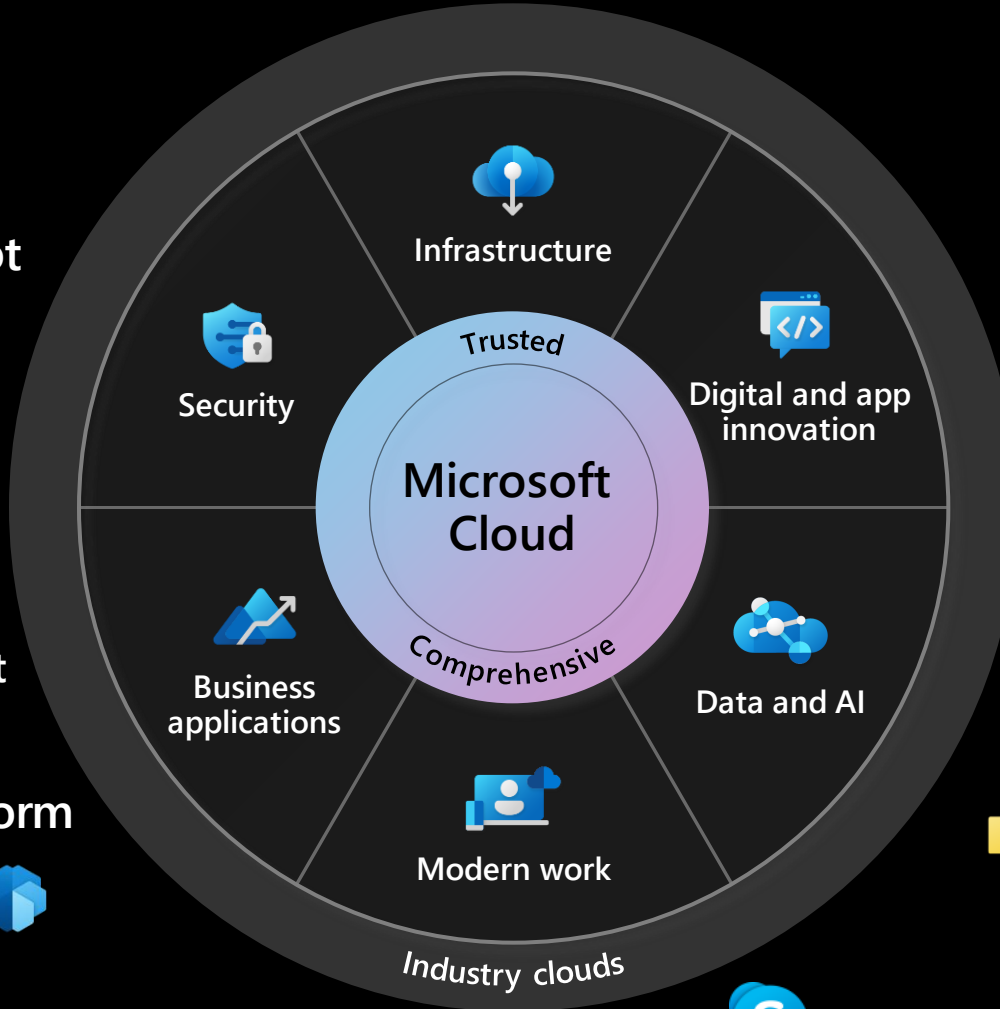 Infrastructure
Security
Digital and app
innovation
Trusted
Microsoft
Cloud
Comprehensive
Business
applications
Data and AI
Modern work
Industry clouds